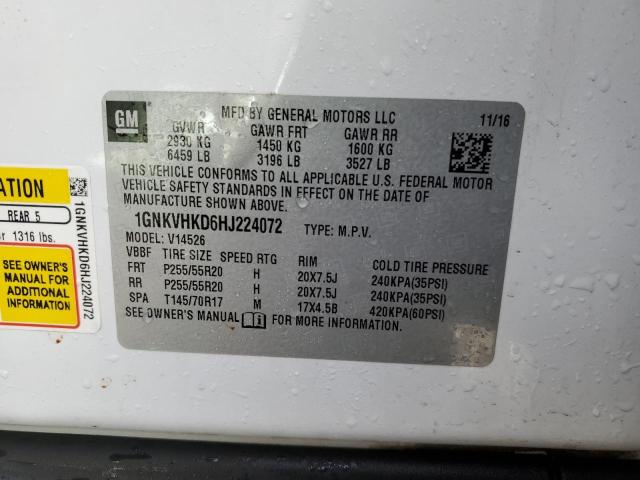 GM
MFD BY GENERAL MOTORS LLC 11/16
GVWR GAWR FRT GAWR RR
2930 KG 1450 KG 1600 KG
6459 LB 3196 LB 3527 LB
THIS VEHICLE CONFORMS TO ALL APPLICABLE U.S. FEDERAL MOTOR
VEHICLE SAFETY STANDARDS IN EFFECT ON THE DATE OF
MANUFACTURE SHOWN ABOVE.
1GNKVHKD6HJ224072 TYPE: M.P.V.
MODEL: V14526
VBBF TIRE SIZE SPEED RTG RIM COLD TIRE PRESSURE
FRT P255/55R20 H 20X7.5J 240KPA(35PSI)
RR P255/55R20 H 20X7.5J 240KPA(35PSI)
SPA T145/70R17 M 17X4.5B 420KPA(60PSI)
SEE OWNER'S MANUAL FOR MORE INFORMATION.
ATION
REAR 5
or 1316 lbs.
SEE OWNER'S
MANUAL FOR
ADDITIONAL
INFORMATION
1GNKVHKD6HJ224072